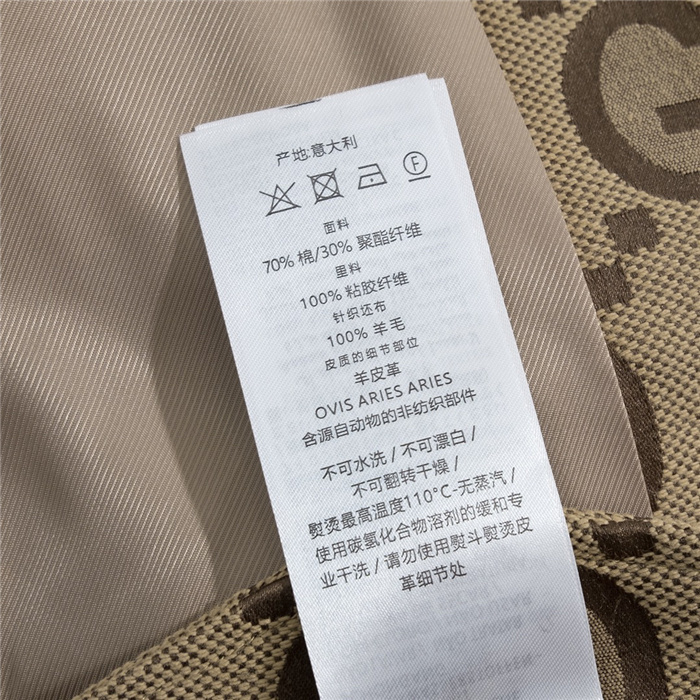 产地:意大利
F
面料
70% 棉/30% 聚酯纤维
里料
100% 粘胶纤维
针织坯布
100% 羊毛
皮质的细节部位
羊皮革
OVIS ARIES ARIES
含源自动物的非纺织部件
不可水洗 / 不可漂白 /
不可翻转干燥 /
熨烫最高温度110°C-无蒸汽 /
使用碳氢化合物溶剂的缓和专
业干洗 / 请勿使用熨斗熨烫皮
革细节处
G